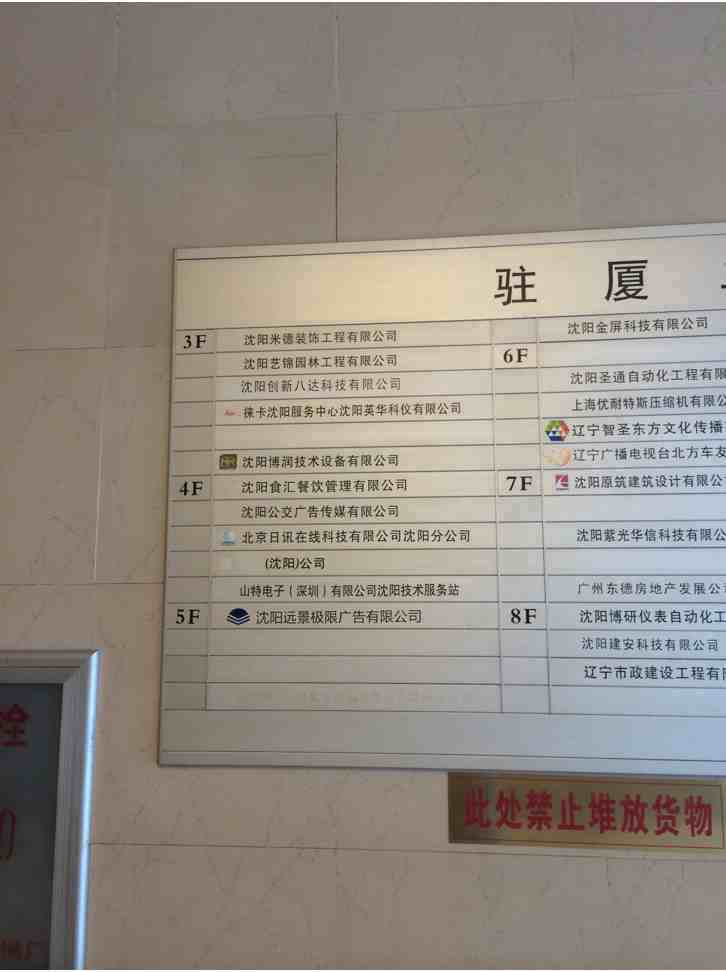 驻厦
3F
沈阳米德装饰工程有限公司
沈阳艺锦园林工程有限公司
沈阳创新八达科技有限公司
徕卡沈阳服务中心沈阳英华科仪有限公司
沈阳博润技术设备有限公司
4F
沈阳食汇餐饮管理有限公司
沈阳公交广告传媒有限公司
北京日讯在线科技有限公司沈阳分公司
(沈阳)公司
山特电子（深圳）有限公司沈阳技术服务站
5F
沈阳远景极限广告有限公司
沈阳金屏科技有限公司
6F
沈阳圣通自动化工程有限
上海优耐特斯压缩机有限公
辽宁智圣东方文化传播
辽宁广播电视台北方车友
7F
沈阳原筑建筑设计有限公
沈阳紫光华信科技有限公
广州东德房地产发展公
8F
沈阳博研仪表自动化工
沈阳建安科技有限公司
辽宁市政建设工程有限
此处禁止堆放货物
栓